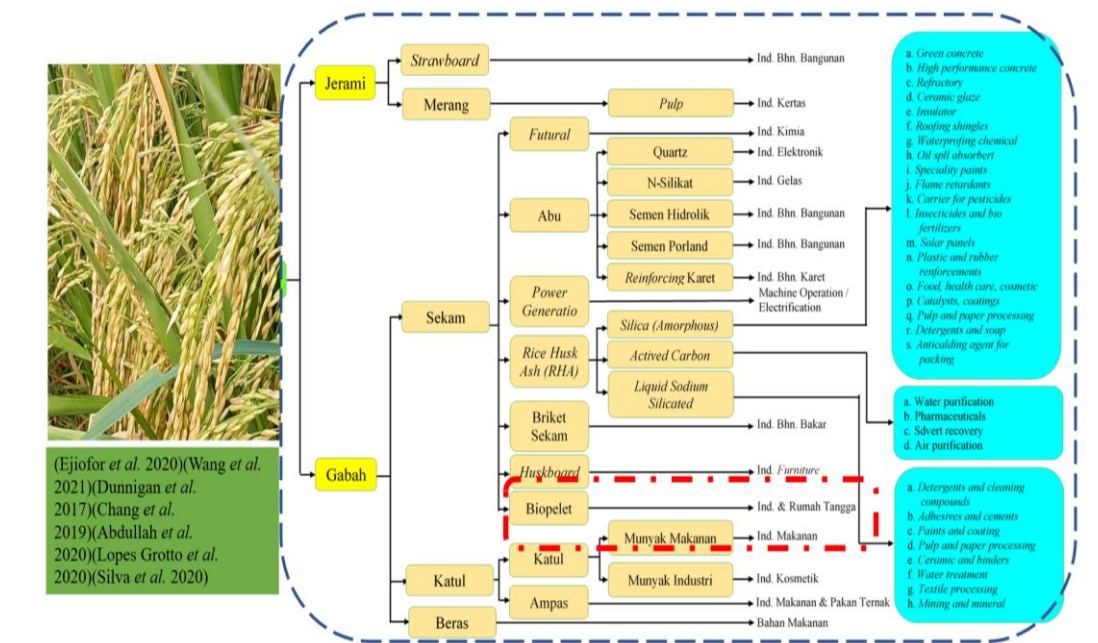 Jerami
Strawboard
Ind. Bhn. Bangunan
Merang
Pulp
Ind. Kertas
Gabah
Sekam
Futural
Ind. Kimia
Abu
Quartz
Ind. Elektronik
N-Silikat
Ind. Gelas
Semen Hidrolik
Ind. Bhn. Bangunan
Semen Porland
Ind. Bhn. Bangunan
Reinforcing Karet
Ind. Bhn. Karet
Power
Generatio
Machine Operation /
Electrification
Rice Husk
Ash (RHA)
Silica (Amorphous)
Actived Carbon
Liquid Sodium
Silicated
Briket
Sekam
Ind. Bhn. Bakar
Huskboard
Ind. Furniture
Biopelet
Ind. & Rumah Tangga
Katul
Katul
Munyak Makanan
Ind. Makanan
Munyak Industri
Ind. Kosmetik
Ampas
Ind. Makanan & Pakan Ternak
Beras
Bahan Makanan
a. Green concrete
b. High performance concrete
c. Refractory
d. Ceramic glaze
e. Insulator
f. Roofing shingles
g. Waterprofing chemical
h. Oil spll absorbert
i. Speciality paints
j. Flame retardants
k. Carrier for pesticides
l. Insecticides and bio
fertilizers
m. Solar panels
n. Plastic and rubber
reinforcements
o. Food, health care, cosmetic
p. Catalysts, coatings
q. Pulp and paper processing
r. Detergents and soap
s. Anticalding agent for
packing
a. Water purification
b. Pharmaceuticals
c. Sdvert recovery
d. Air purification
a. Detergents and cleaning
compounds
b. Adhesives and cements
c. Paints and coating
d. Pulp and paper processing
e. Ceramic and binders
f. Water treatment
g. Textile processing
h. Mining and mineral
(Ejiofor et al. 2020)(Wang et al.
2021)(Dunnigan et al.
2017)(Chang et al.
2019)(Abdullah et al.
2020)(Lopes Grotto et al.
2020)(Silva et al. 2020)